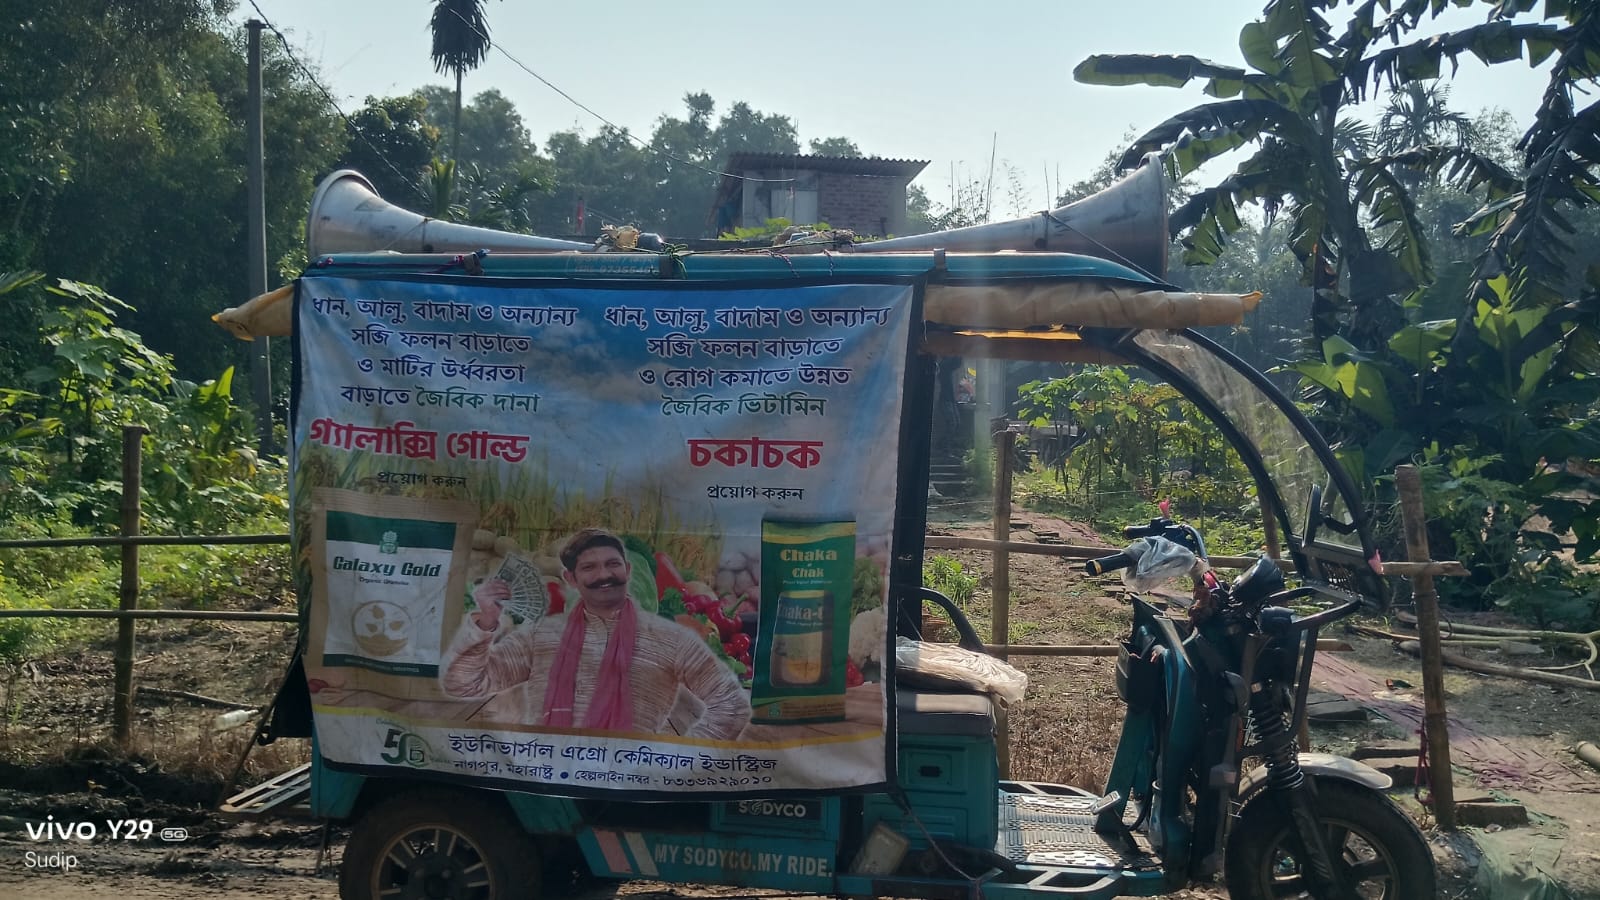 ধান, আলু, বাদাম ও অন্যান্য
সব্জি ফলন বাড়াতে
ও মাটির উর্ধ্বরতা
বাড়াতে জৈবিক দানা
গ্যালাক্সি গোল্ড
প্রয়োগ করুন
ধান, আলু, বাদাম ও অন্যান্য
সব্জি ফলন বাড়াতে
ও রোগ কমাতে উন্নত
জৈবিক ভিটামিন
চকাচক
প্রয়োগ করুন
Galaxy Gold
Organic Granules
Chaka
Chak
ইউনিভার্সাল এগ্রো কেমিক্যাল ইন্ডাস্ট্রিজ
নাগপুর, মহারাষ্ট্র ● হেল্পলাইন নম্বর - ৮৩৩৬৯২৯০১০
SODYCO
MY SODYCO.MY RIDE.
vivo Y29 5G
Sudip